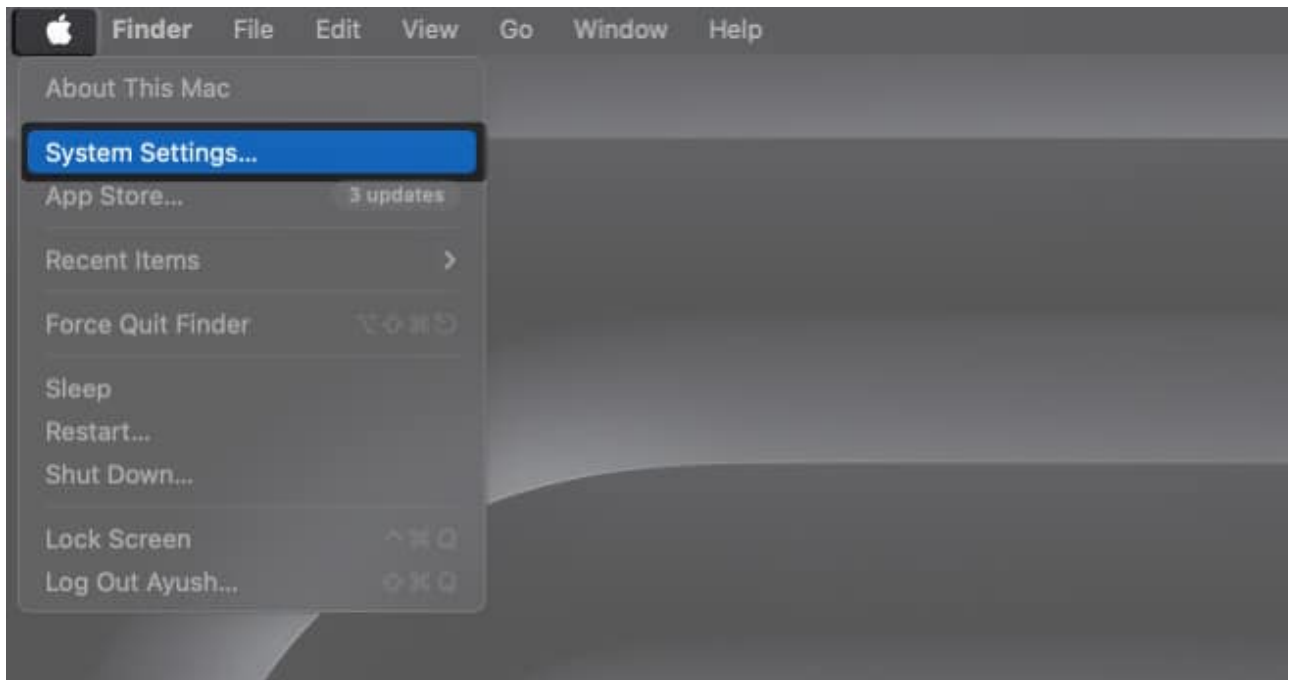 Finder File Edit View Go Window Help
About This Mac
System Settings...
App Store... 3 updates
Recent Items >
Force Quit Finder ⌥⇧⌘⎋
Sleep
Restart...
Shut Down...
Lock Screen ^⌘Q
Log Out Ayush... ⇧⌘Q